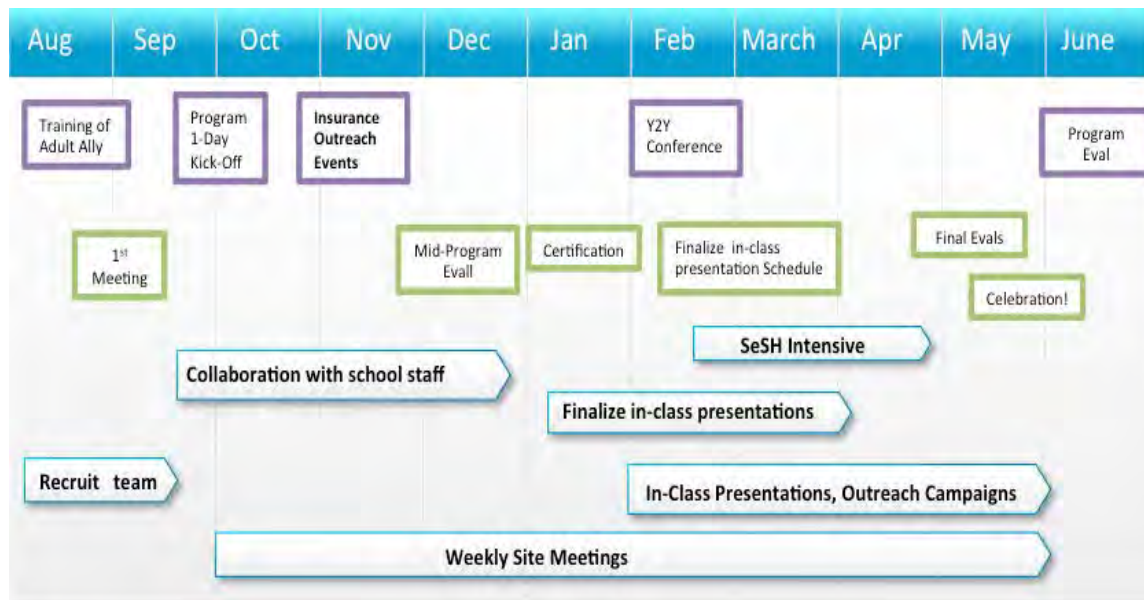 Aug Sep Oct Nov Dec Jan Feb March Apr May June
Training of
Adult Ally
Program
1-Day
Kick-Off
Insurance
Outreach
Events
Y2Y
Conference
Program
Eval
1st
Meeting
Mid-Program
Evall
Certification
Finalize in-class
presentation Schedule
Final Evals
Celebration!
SeSH Intensive
Collaboration with school staff
Finalize in-class presentations
Recruit team
In-Class Presentations, Outreach Campaigns
Weekly Site Meetings